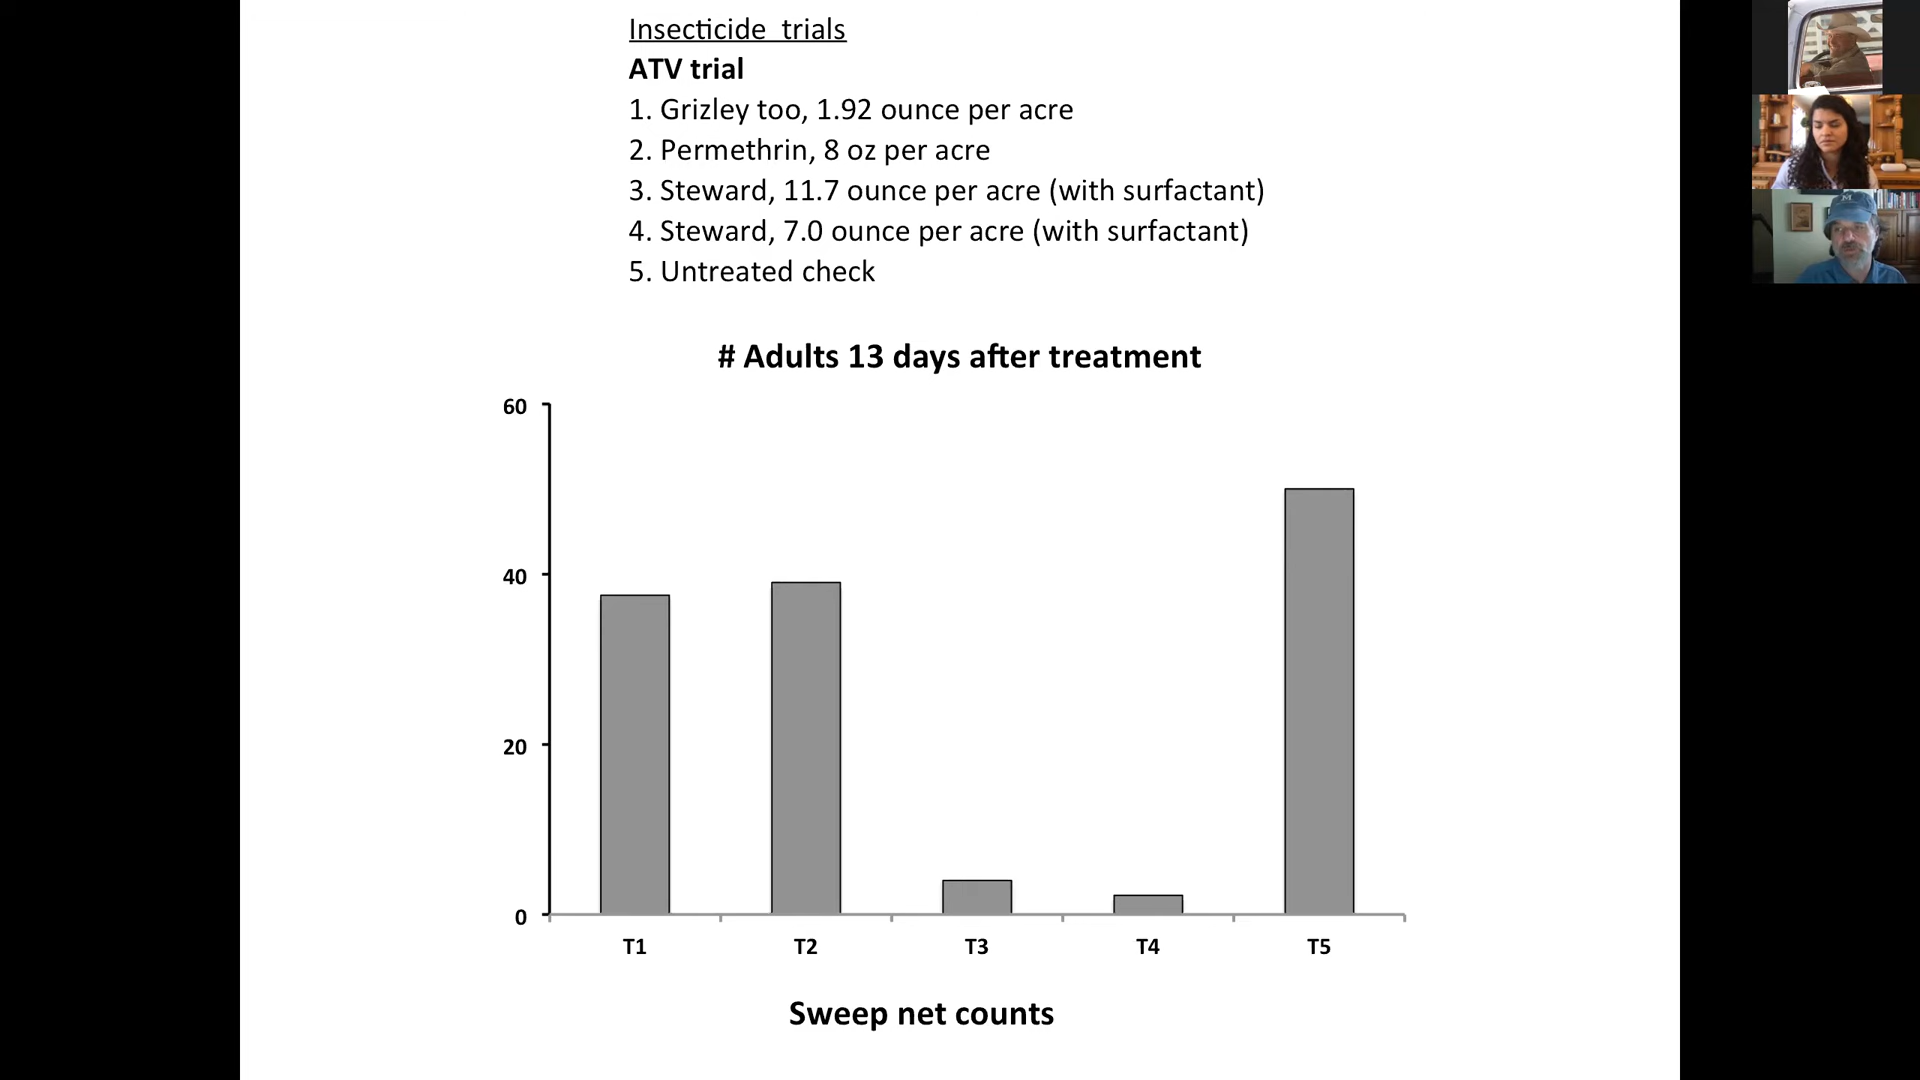 Insecticide trials
ATV trial
1. Grizley too, 1.92 ounce per acre
2. Permethrin, 8 oz per acre
3. Steward, 11.7 ounce per acre (with surfactant)
4. Steward, 7.0 ounce per acre (with surfactant)
5. Untreated check
# Adults 13 days after treatment
60
40
20
0
T1 T2 T3 T4 T5
Sweep net counts
M